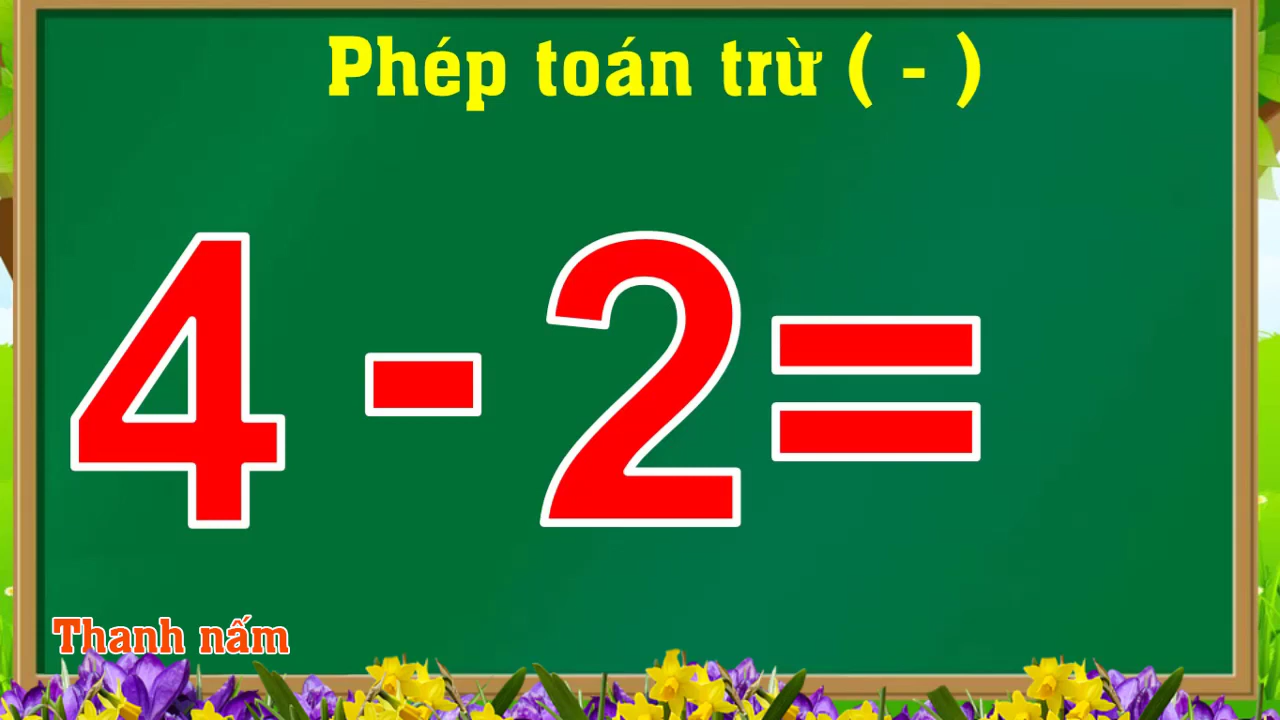 Phép toán trừ ( - )
4 - 2 =
Thanh nấm